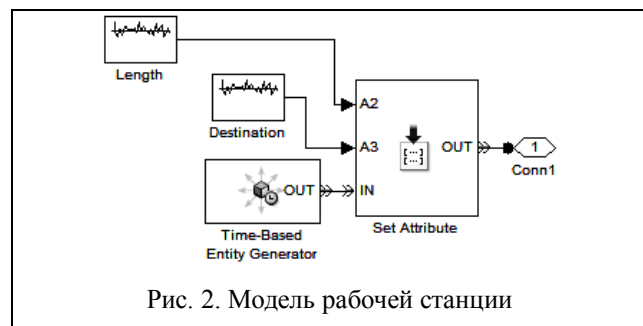 Length
A2
Destination
A3
OUT
1
Conn1
OUT
IN
Time-Based
Entity Generator
Set Attribute
Рис. 2. Модель рабочей станции